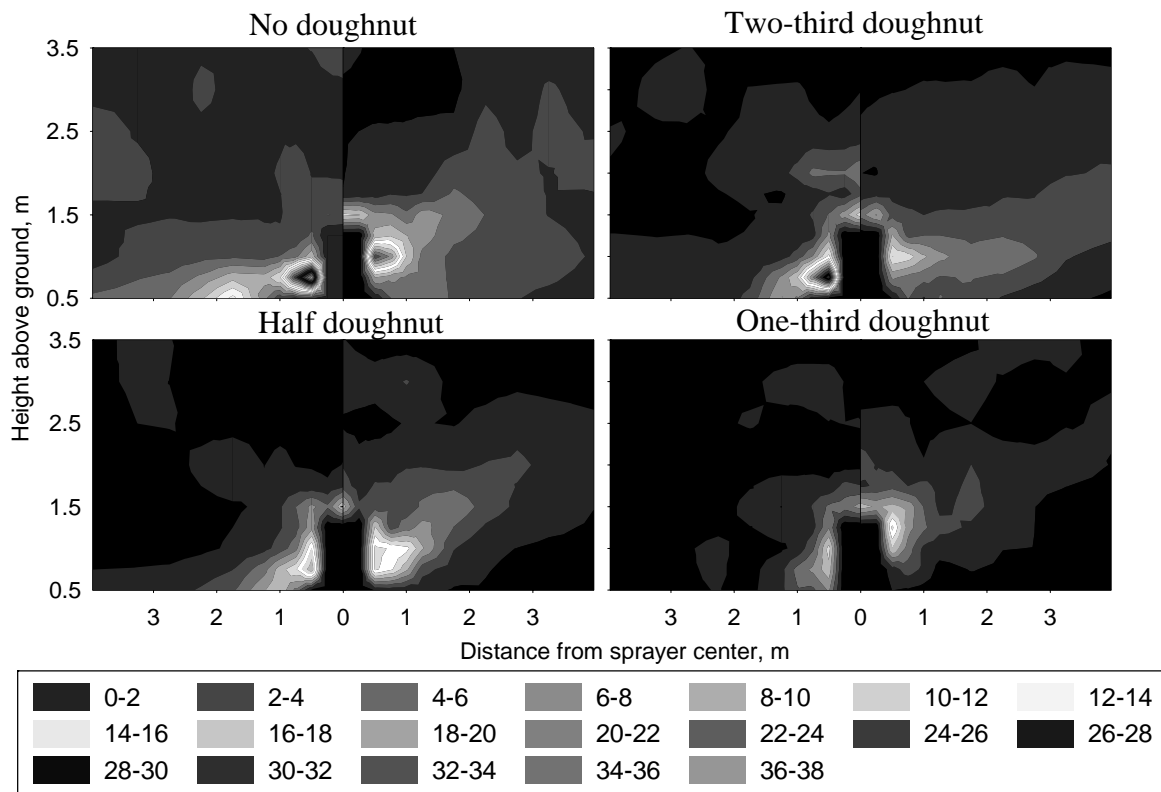 No doughnut
Two-third doughnut
3.5
2.5
1.5
0.5
Half doughnut
One-third doughnut
3.5
2.5
1.5
0.5
Height above ground, m
3 2 1 0 1 2 3
3 2 1 0 1 2 3
Distance from sprayer center, m
0-2 2-4 4-6 6-8 8-10 10-12 12-14
14-16 16-18 18-20 20-22 22-24 24-26 26-28
28-30 30-32 32-34 34-36 36-38